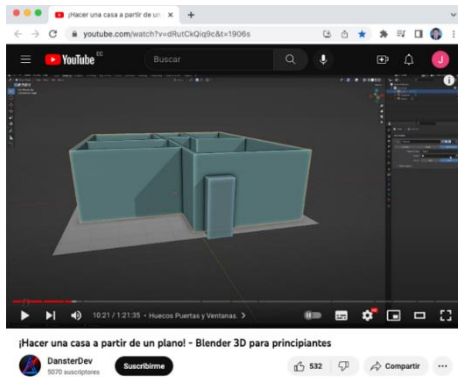 ¡Hacer una casa a partir de un
youtube.com/watch?v=dRutCkQiq9c&t=1906s
YouTube CC
Buscar
J
10:21 / 1:21:35 • Huecos Puertas y Ventanas
¡Hacer una casa a partir de un plano! - Blender 3D para principiantes
DansterDev
5070 suscriptores
Suscribirme
532
Compartir